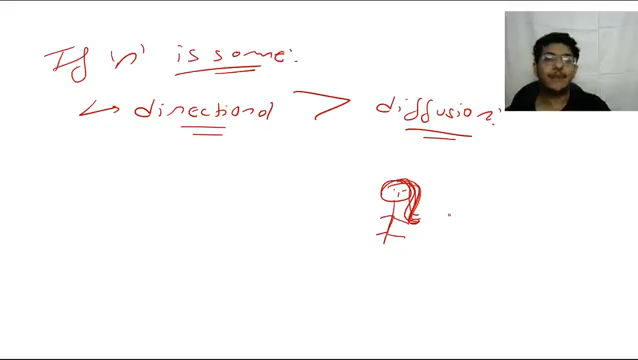 If 'n' is same:
↳ directional > diffusion.